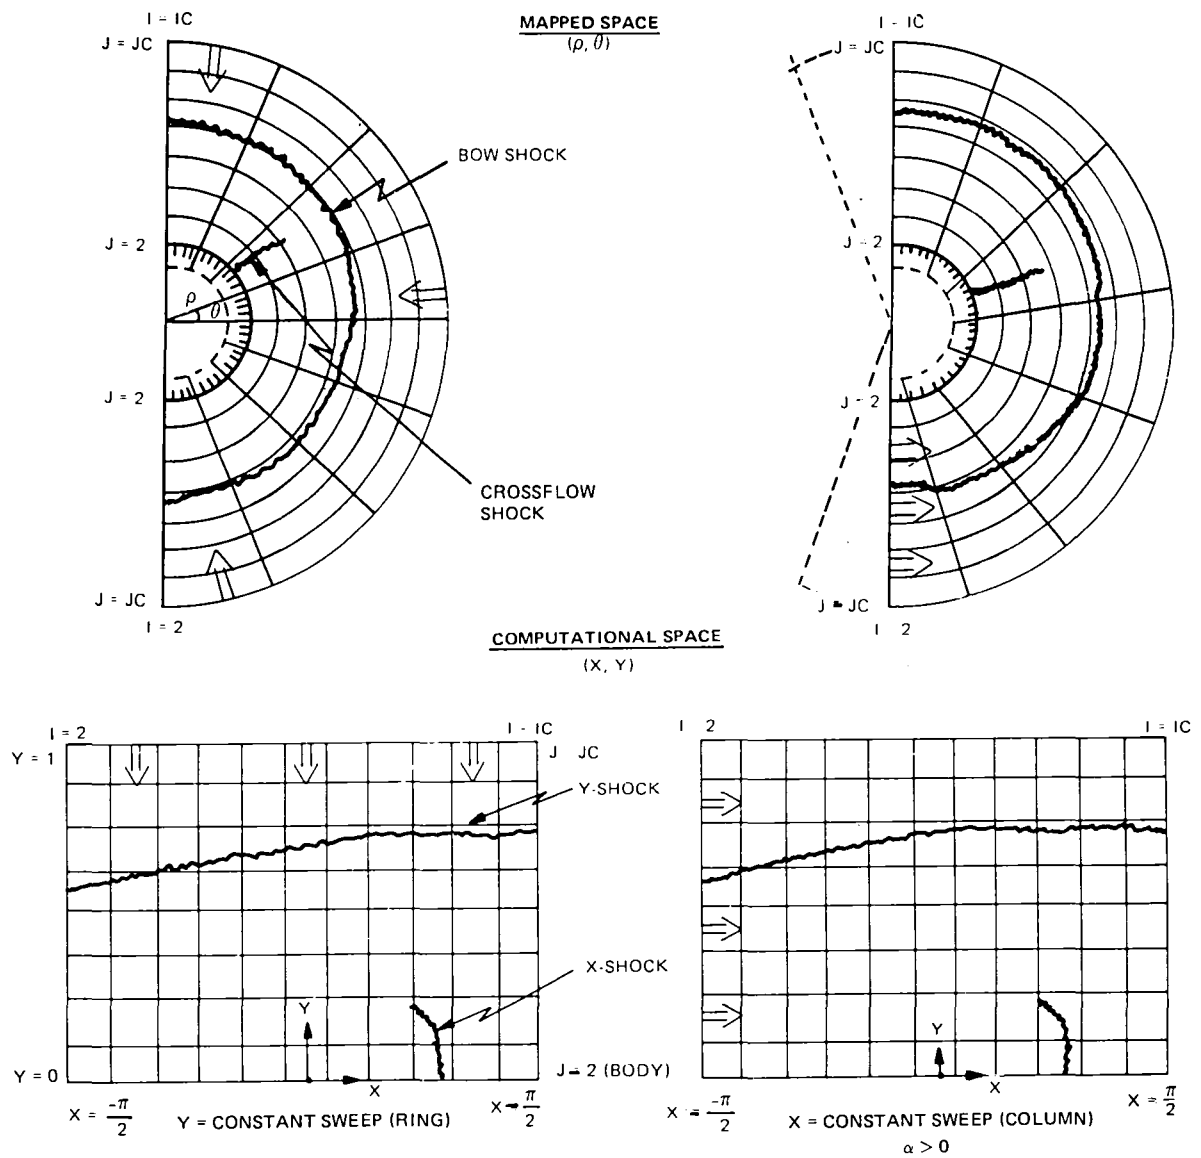 MAPPED SPACE
(ρ, θ)
I = IC
J = JC
BOW SHOCK
J = 2
ρ
θ
J = 2
CROSSFLOW
SHOCK
J = JC
I = 2
I - IC
J = JC
J = 2
J - 2
J = JC
I 2
COMPUTATIONAL SPACE
(X, Y)
I = 2
I - IC
Y = 1
J JC
Y-SHOCK
X-SHOCK
Y
Y = 0
J = 2 (BODY)
X
X = -π/2
Y = CONSTANT SWEEP (RING)
X = π/2
I 2
I = IC
Y
X
X = -π/2
X = CONSTANT SWEEP (COLUMN)
X = π/2
α > 0